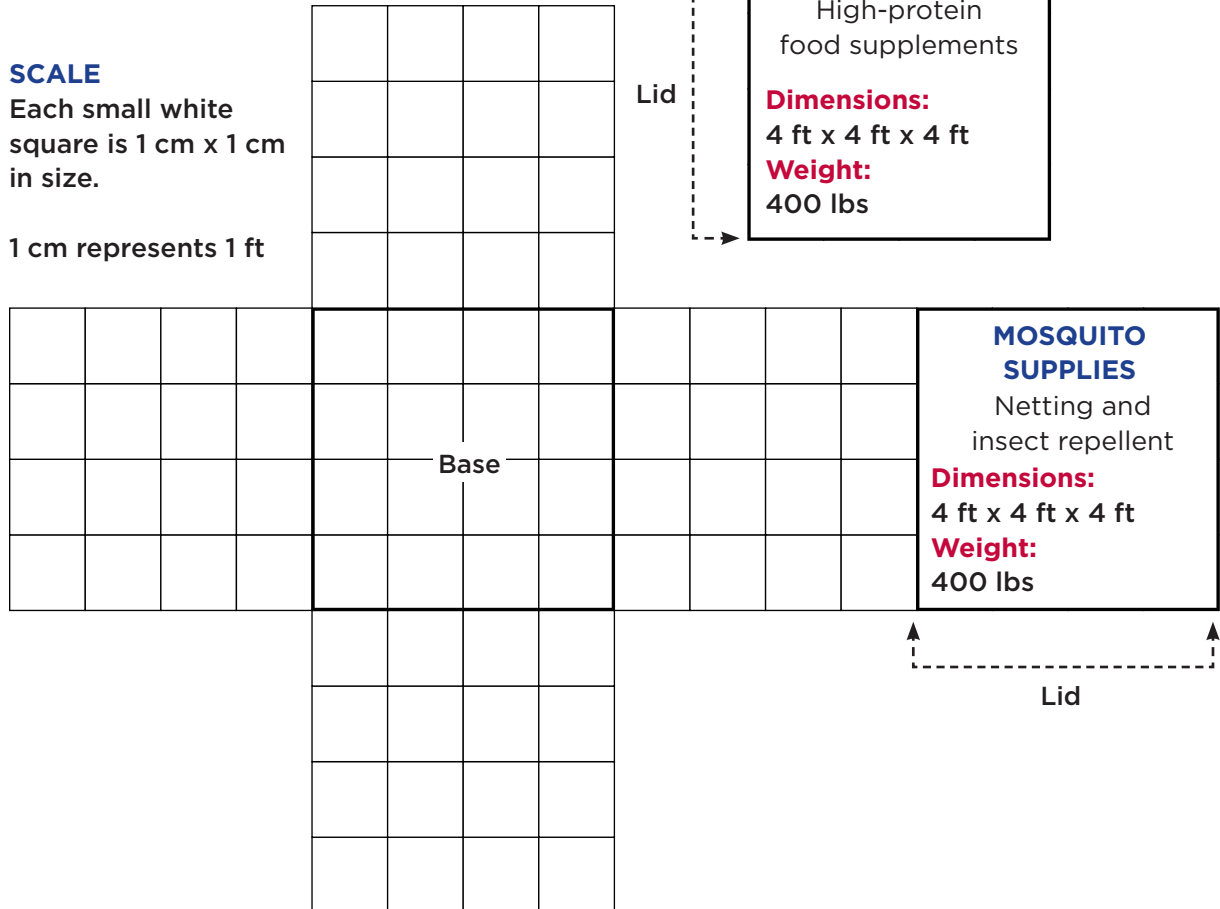 High-protein
food supplements
Dimensions:
4 ft x 4 ft x 4 ft
Weight:
400 lbs
Lid
SCALE
Each small white
square is 1 cm x 1 cm
in size.
1 cm represents 1 ft
Base
MOSQUITO
SUPPLIES
Netting and
insect repellent
Dimensions:
4 ft x 4 ft x 4 ft
Weight:
400 lbs
Lid